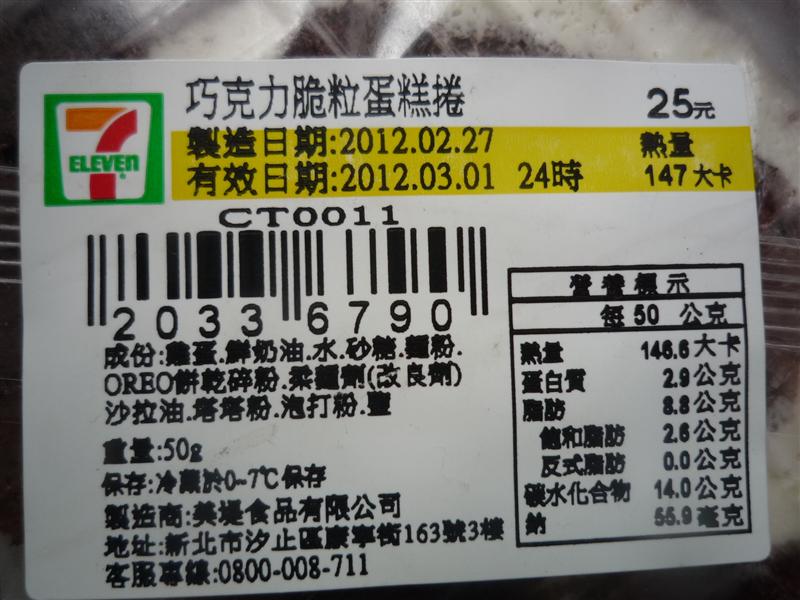 巧克力脆粒蛋糕捲 25元
7 ELEVEN
製造日期:2012.02.27 熱量
有效日期:2012.03.01 24時 147大卡
CT0011
2033 6790
成份:雞蛋.鮮奶油.水.砂糖.麵粉.
OREO餅乾碎粉.柔麵劑(改良劑)
沙拉油.塔塔粉.泡打粉.鹽
重量:50g
保存:冷藏於0~7℃保存
製造商:美堤食品有限公司
地址:新北市汐止區康寧街163號3樓
客服專線:0800-008-711
營養標示
每50 公克
熱量 146.6大卡
蛋白質 2.9公克
脂肪 8.8公克
飽和脂肪 2.6公克
反式脂肪 0.0公克
碳水化合物 14.0公克
鈉 55.9毫克